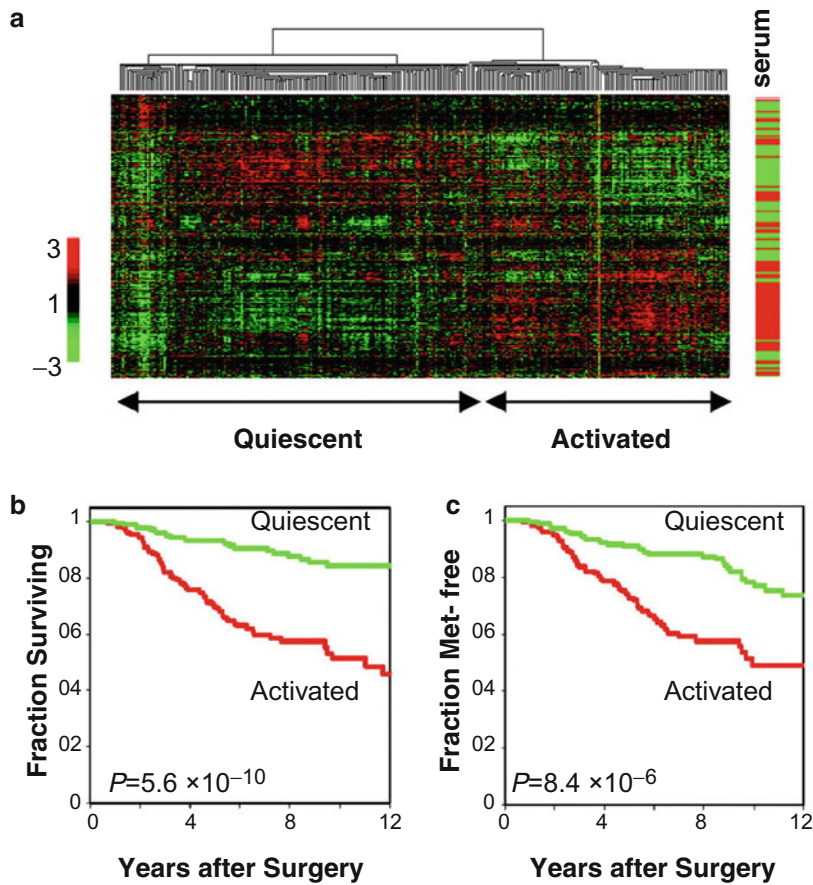 a
serum
3
1
–3
Quiescent
Activated
b
Fraction Surviving
1
08
06
04
02
0
Quiescent
Activated
P=5.6 ×10–10
0
4
8
12
Years after Surgery
c
Fraction Met- free
1
08
06
04
02
0
Quiescent
Activated
P=8.4 ×10–6
0
4
8
12
Years after Surgery